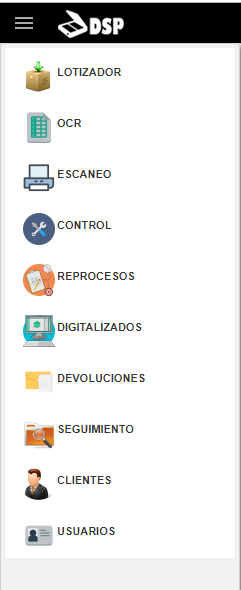 DSP
LOTIZADOR
OCR
ESCANEO
CONTROL
REPROCESOS
DIGITALIZADOS
DEVOLUCIONES
SEGUIMIENTO
CLIENTES
USUARIOS